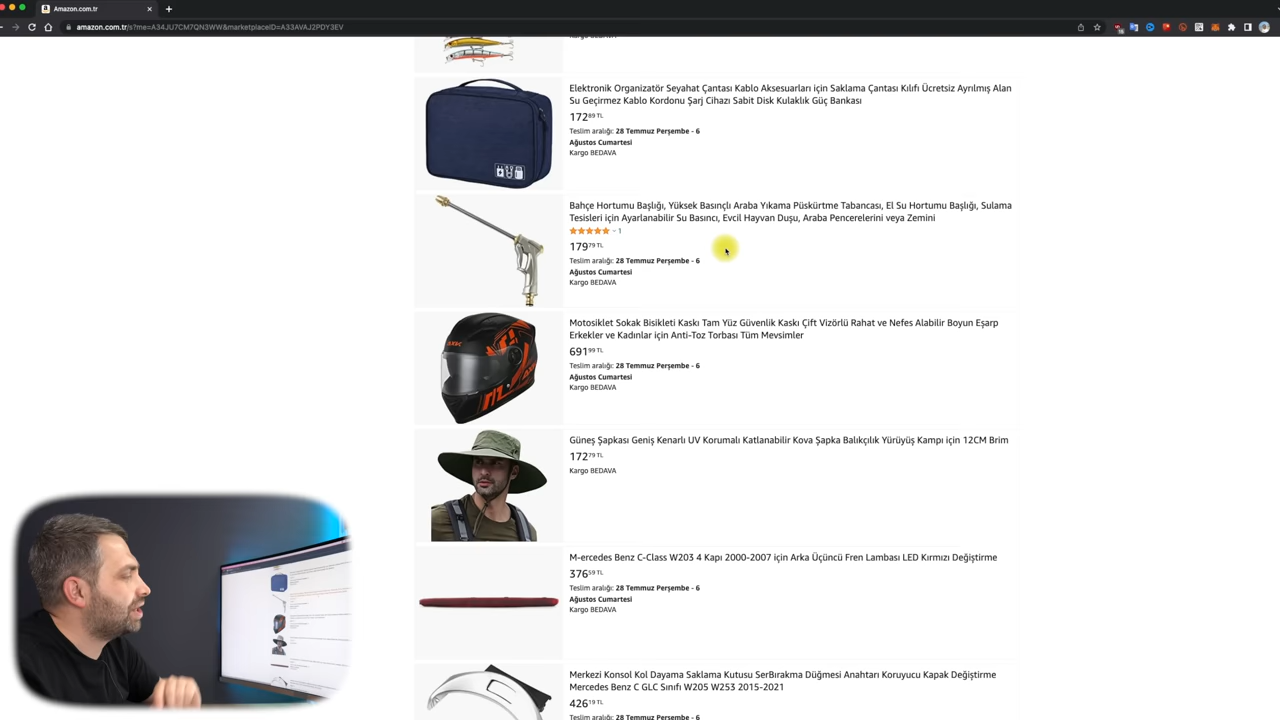 Amazon.com.tr
amazon.com.tr/s?me=A34JU7CM7QN3WW&marketplaceID=A33AVAJ2PDY3EV
Elektronik Organizatör Seyahat Çantası Kablo Aksesuarları için Saklama Çantası Kılıfı Ücretsiz Ayrılmış Alan
Su Geçirmez Kablo Kordonu Şarj Cihazı Sabit Disk Kulaklık Güç Bankası
172 89 TL
Teslim aralığı: 28 Temmuz Perşembe - 6
Ağustos Cumartesi
Kargo BEDAVA
Bahçe Hortumu Başlığı, Yüksek Basınçlı Araba Yıkama Püskürtme Tabancası, El Su Hortumu Başlığı, Sulama
Tesisleri için Ayarlanabilir Su Basıncı, Evcil Hayvan Duşu, Araba Pencerelerini veya Zemini
1
179 79 TL
Teslim aralığı: 28 Temmuz Perşembe - 6
Ağustos Cumartesi
Kargo BEDAVA
Motosiklet Sokak Bisikleti Kaskı Tam Yüz Güvenlik Kaskı Çift Vizörlü Rahat ve Nefes Alabilir Boyun Eşarp
Erkekler ve Kadınlar için Anti-Toz Torbası Tüm Mevsimler
691 99 TL
Teslim aralığı: 28 Temmuz Perşembe - 6
Ağustos Cumartesi
Kargo BEDAVA
Güneş Şapkası Geniş Kenarlı UV Korumalı Katlanabilir Kova Şapka Balıkçılık Yürüyüş Kampı için 12CM Brim
172 79 TL
Kargo BEDAVA
M-ercedes Benz C-Class W203 4 Kapı 2000-2007 için Arka Üçüncü Fren Lambası LED Kırmızı Değiştirme
376 59 TL
Teslim aralığı: 28 Temmuz Perşembe - 6
Ağustos Cumartesi
Kargo BEDAVA
Merkezi Konsol Kol Dayama Saklama Kutusu SerBırakma Düğmesi Anahtarı Koruyucu Kapak Değiştirme
Mercedes Benz C GLC Sınıfı W205 W253 2015-2021
426 19 TL
Teslim aralığı: 28 Temmuz Perşembe - 6